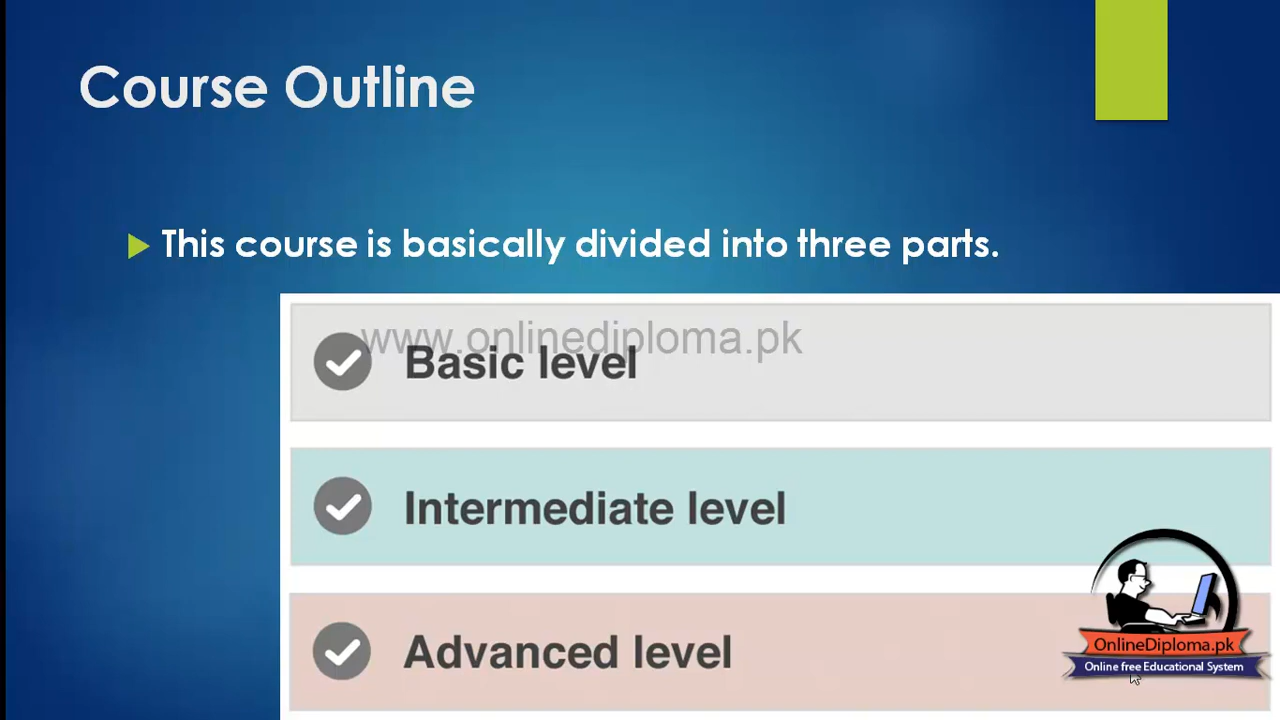 Course Outline
This course is basically divided into three parts.
www.onlinediploma.pk
Basic level
Intermediate level
Advanced level
OnlineDiploma.pk
Online free Educational System